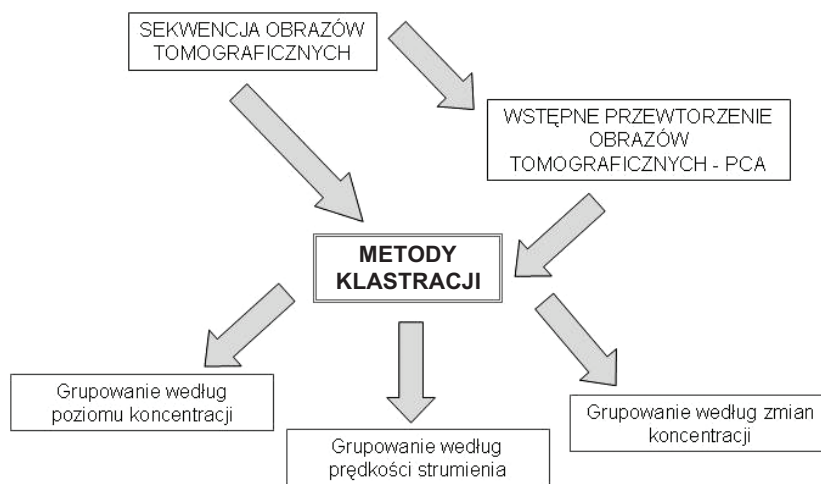 SEKWENCJA OBRAZÓW
TOMOGRAFICZNYCH
WSTĘPNE PRZEWTORZENIE
OBRAZÓW
TOMOGRAFICZNYCH - PCA
METODY
KLASTRACJI
Grupowanie według
poziomu koncentracji
Grupowanie według
prędkości strumienia
Grupowanie według zmian
koncentracji